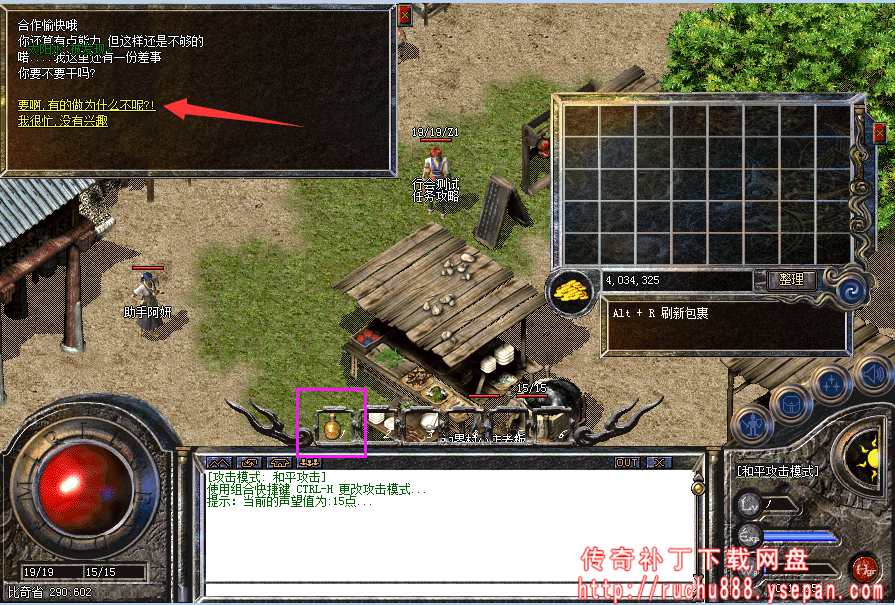 合作愉快哦
你还算有点能力,但这样还是不够的
唶....我这里还有一份差事
你要不要干吗?
要啊,有的做为什么不呢?!
我很忙,没有兴趣
19/19/Z1
行会测试
任务攻略
助手阿妍
4,034,325
整理
Alt + R 刷新包裹
15/15
OUT
[攻击模式: 和平攻击]
使用组合快捷键 CTRL-H 更改攻击模式...
提示: 当前的声望值为:15点...
[和平攻击模式]
Lv 7
Exp
19/19
15/15
比奇省 290:602
传奇补丁下载网盘
http://ruchu888.ysepan.com